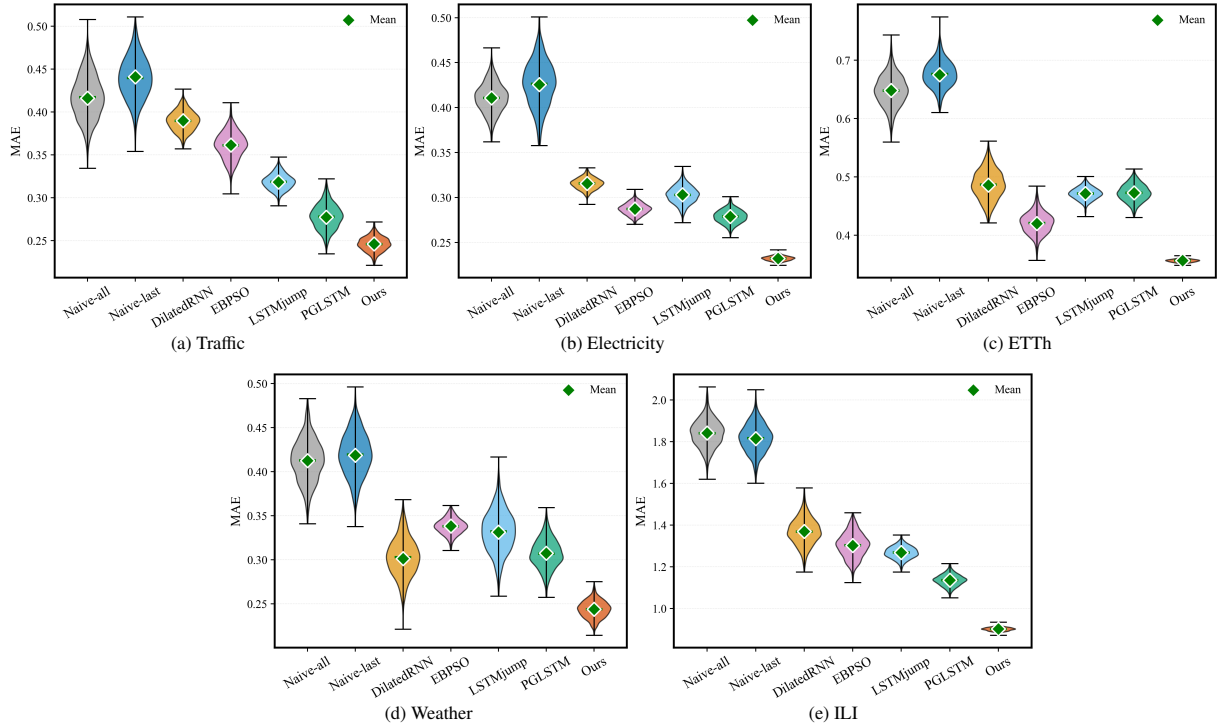 Mean
MAE
0.50
0.45
0.40
0.35
0.30
0.25
Naive-all
Naive-last
DilatedRNN
EBPSO
LSTMjump
PGLSTM
Ours
(a) Traffic
Mean
MAE
0.50
0.45
0.40
0.35
0.30
0.25
Naive-all
Naive-last
DilatedRNN
EBPSO
LSTMjump
PGLSTM
Ours
(b) Electricity
Mean
MAE
0.7
0.6
0.5
0.4
Naive-all
Naive-last
DilatedRNN
EBPSO
LSTMjump
PGLSTM
Ours
(c) ETTh
Mean
MAE
0.50
0.45
0.40
0.35
0.30
0.25
Naive-all
Naive-last
DilatedRNN
EBPSO
LSTMjump
PGLSTM
Ours
(d) Weather
Mean
MAE
2.0
1.8
1.6
1.4
1.2
1.0
Naive-all
Naive-last
DilatedRNN
EBPSO
LSTMjump
PGLSTM
Ours
(e) ILI